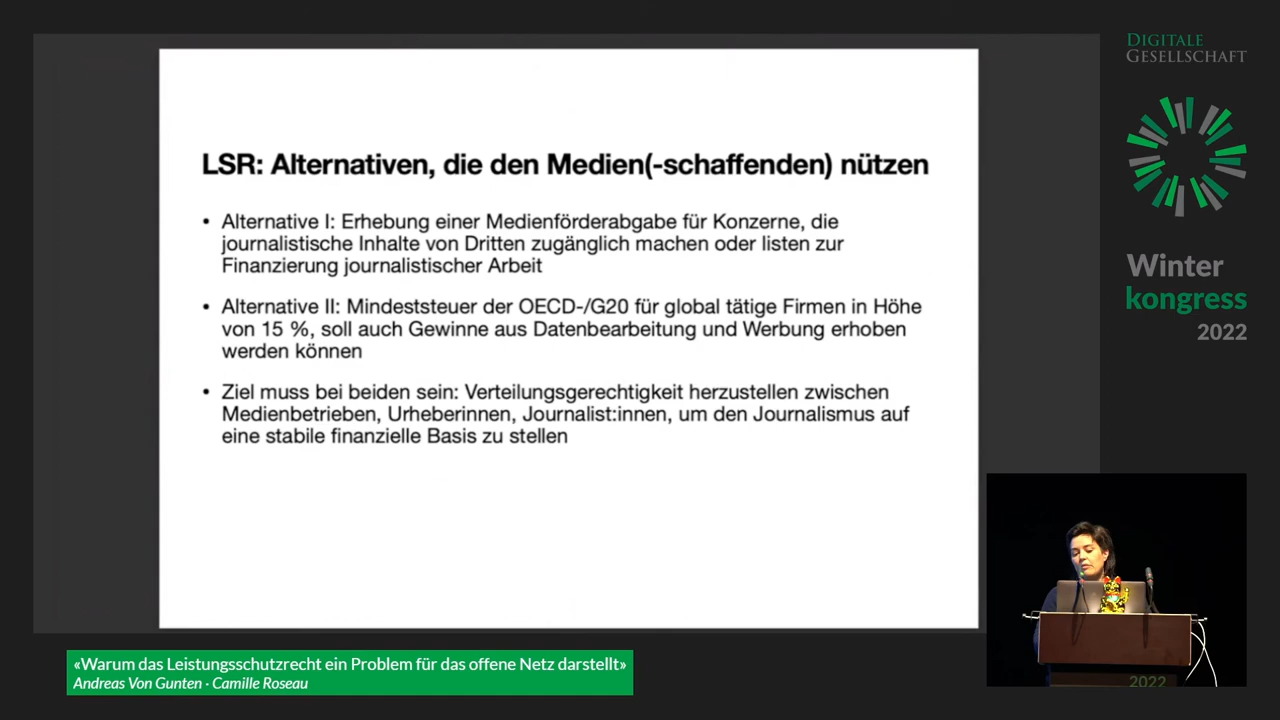 DIGITALE
GESELLSCHAFT
Winter
kongress
2022
LSR: Alternativen, die den Medien(-schaffenden) nützen
• Alternative I: Erhebung einer Medienförderabgabe für Konzerne, die
journalistische Inhalte von Dritten zugänglich machen oder listen zur
Finanzierung journalistischer Arbeit
• Alternative II: Mindeststeuer der OECD-/G20 für global tätige Firmen in Höhe
von 15 %, soll auch Gewinne aus Datenbearbeitung und Werbung erhoben
werden können
• Ziel muss bei beiden sein: Verteilungsgerechtigkeit herzustellen zwischen
Medienbetrieben, Urheberinnen, Journalist:innen, um den Journalismus auf
eine stabile finanzielle Basis zu stellen
«Warum das Leistungsschutzrecht ein Problem für das offene Netz darstellt»
Andreas Von Gunten · Camille Roseau
2022